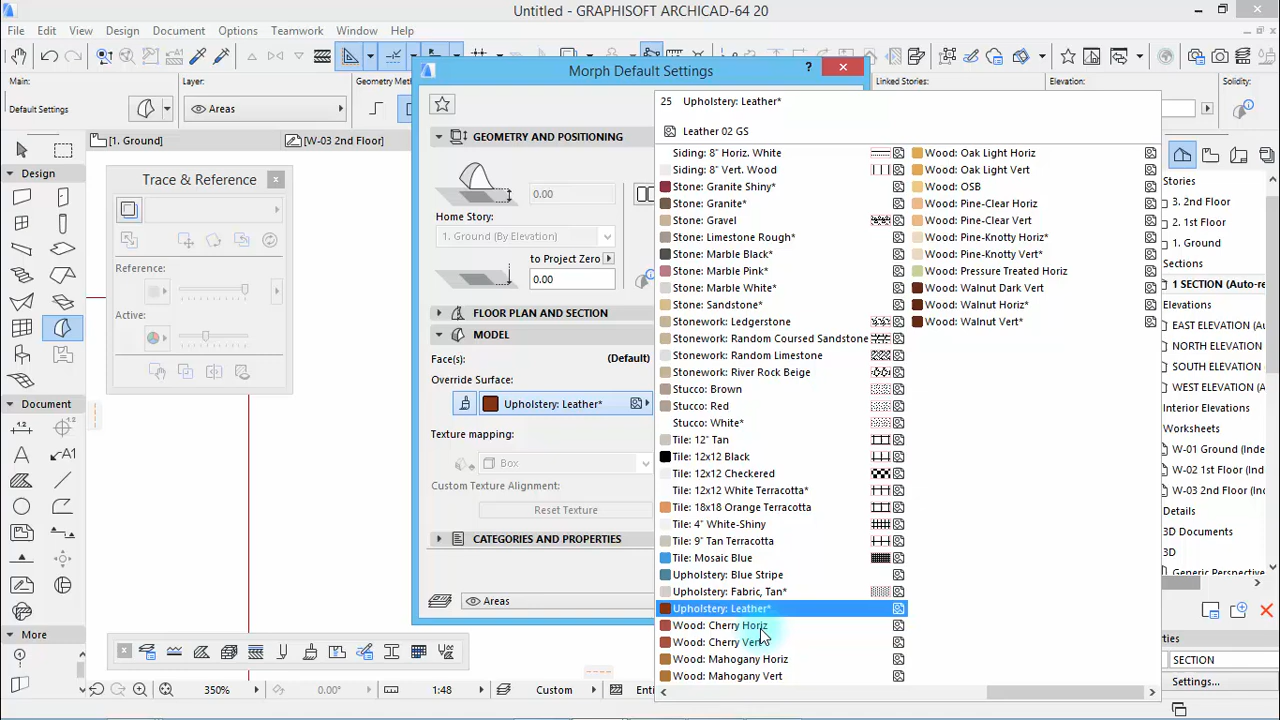 Untitled - GRAPHISOFT ARCHICAD-64 20
File Edit View Design Document Options Teamwork Window Help
Main:
Default Settings
Layer:
Areas
Geometry Meth
Linked Stories:
Elevation:
Solidity:
[1. Ground]
[W-03 2nd Floor]
Design
Document
More
Trace & Reference
Reference:
Active:
Morph Default Settings
?
GEOMETRY AND POSITIONING
0.00
Home Story:
1. Ground (By Elevation)
to Project Zero
0.00
FLOOR PLAN AND SECTION
MODEL
Face(s):
(Default)
Override Surface:
Upholstery: Leather*
Texture mapping:
Box
Custom Texture Alignment:
Reset Texture
CATEGORIES AND PROPERTIES
Areas
25 Upholstery: Leather*
Leather 02 GS
Siding: 8" Horiz. White
Siding: 8" Vert. Wood
Stone: Granite Shiny*
Stone: Granite*
Stone: Gravel
Stone: Limestone Rough*
Stone: Marble Black*
Stone: Marble Pink*
Stone: Marble White*
Stone: Sandstone*
Stonework: Ledgerstone
Stonework: Random Coursed Sandstone
Stonework: Random Limestone
Stonework: River Rock Beige
Stucco: Brown
Stucco: Red
Stucco: White*
Tile: 12" Tan
Tile: 12x12 Black
Tile: 12x12 Checkered
Tile: 12x12 White Terracotta*
Tile: 18x18 Orange Terracotta
Tile: 4" White-Shiny
Tile: 9" Tan Terracotta
Tile: Mosaic Blue
Upholstery: Blue Stripe
Upholstery: Fabric, Tan*
Upholstery: Leather*
Wood: Cherry Horiz
Wood: Cherry Vert*
Wood: Mahogany Horiz
Wood: Mahogany Vert
Wood: Oak Light Horiz
Wood: Oak Light Vert
Wood: OSB
Wood: Pine-Clear Horiz
Wood: Pine-Clear Vert
Wood: Pine-Knotty Horiz*
Wood: Pine-Knotty Vert*
Wood: Pressure Treated Horiz
Wood: Walnut Dark Vert
Wood: Walnut Horiz*
Wood: Walnut Vert*
Stories
3. 2nd Floor
2. 1st Floor
1. Ground
Sections
1 SECTION (Auto-re
Elevations
EAST ELEVATION
NORTH ELEVATION
SOUTH ELEVATION
WEST ELEVATION
Interior Elevations
Worksheets
W-01 Ground (Ind
W-02 1st Floor (Ind
W-03 2nd Floor
Details
3D Documents
3D
Generic Perspective
rties
SECTION
Settings...
350%
0.00°
1:48
Custom
Enti